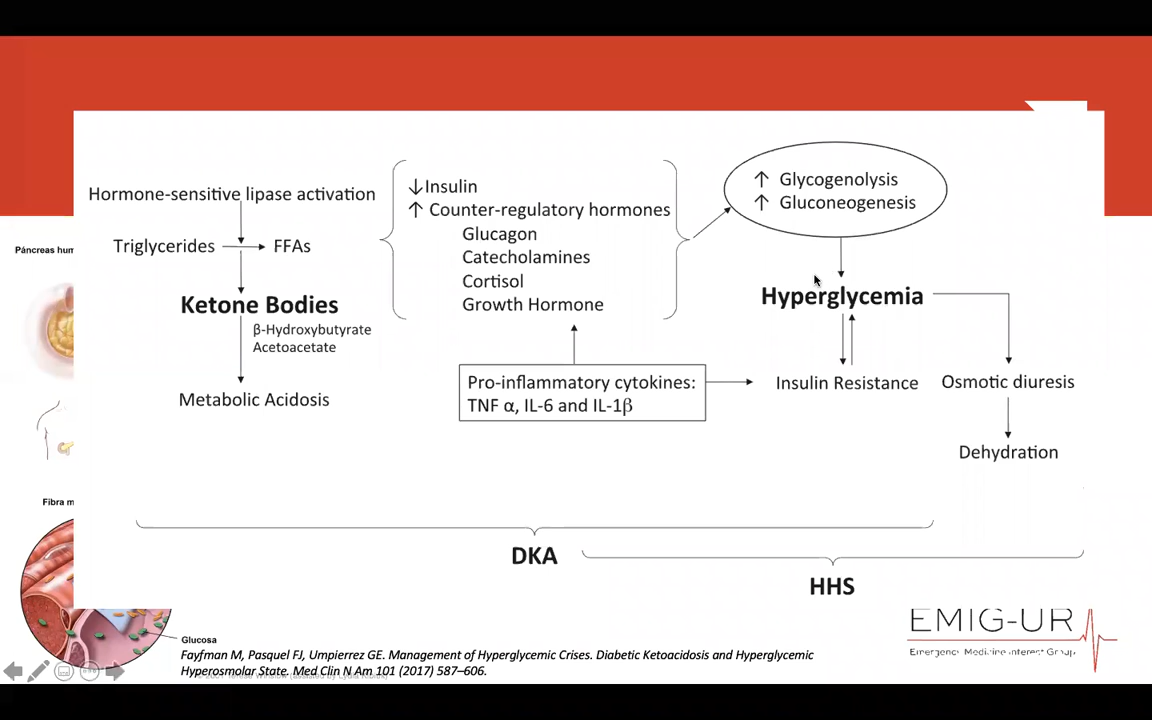 Páncreas hum
Hormone-sensitive lipase activation
Triglycerides
FFAs
Ketone Bodies
β-Hydroxybutyrate
Acetoacetate
Metabolic Acidosis
↓Insulin
↑ Counter-regulatory hormones
Glucagon
Catecholamines
Cortisol
Growth Hormone
Pro-inflammatory cytokines:
TNF α, IL-6 and IL-1β
↑ Glycogenolysis
↑ Gluconeogenesis
Hyperglycemia
Insulin Resistance
Osmotic diuresis
Dehydration
Fibra m
DKA
HHS
Glucosa
EMIG-UR
Emergency Medicine Interest Group
Fayfman M, Pasquel FJ, Umpierrez GE. Management of Hyperglycemic Crises. Diabetic Ketoacidosis and Hyperglycemic
Hyperosmolar State. Med Clin N Am 101 (2017) 587–606.